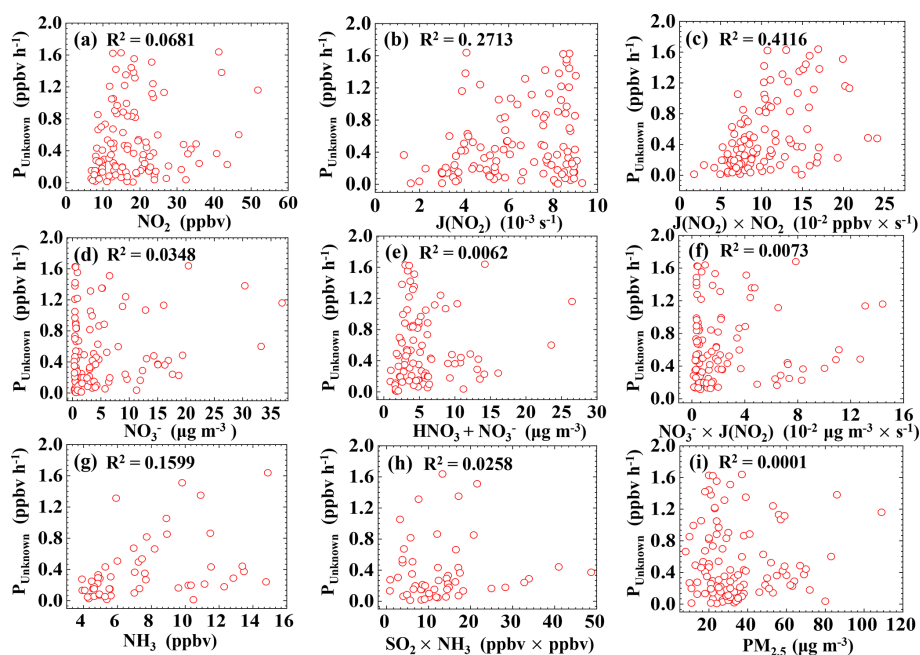 (a) R² = 0.0681
P_Unknown (ppbv h⁻¹)
2.0
1.6
1.2
0.8
0.4
0.0
0 10 20 30 40 50 60
NO₂ (ppbv)
(b) R² = 0. 2713
P_Unknown (ppbv h⁻¹)
2.0
1.6
1.2
0.8
0.4
0.0
0 2 4 6 8 10
J(NO₂) (10⁻³ s⁻¹)
(c) R² = 0.4116
P_Unknown (ppbv h⁻¹)
2.0
1.6
1.2
0.8
0.4
0.0
0 5 10 15 20 25
J(NO₂) × NO₂ (10⁻² ppbv × s⁻¹)
(d) R² = 0.0348
P_Unknown (ppbv h⁻¹)
2.0
1.6
1.2
0.8
0.4
0.0
0 5 10 15 20 25 30 35
NO₃⁻ (μg m⁻³ )
(e) R² = 0.0062
P_Unknown (ppbv h⁻¹)
2.0
1.6
1.2
0.8
0.4
0.0
0 5 10 15 20 25 30
HNO₃ + NO₃⁻ (μg m⁻³)
(f) R² = 0.0073
P_Unknown (ppbv h⁻¹)
2.0
1.6
1.2
0.8
0.4
0.0
0 4 8 12 16
NO₃⁻ × J(NO₂) (10⁻² μg m⁻³ × s⁻¹)
(g) R² = 0.1599
P_Unknown (ppbv h⁻¹)
2.0
1.6
1.2
0.8
0.4
0.0
4 6 8 10 12 14 16
NH₃ (ppbv)
(h) R² = 0.0258
P_Unknown (ppbv h⁻¹)
2.0
1.6
1.2
0.8
0.4
0.0
0 10 20 30 40 50
SO₂ × NH₃ (ppbv × ppbv)
(i) R² = 0.0001
P_Unknown (ppbv h⁻¹)
2.0
1.6
1.2
0.8
0.4
0.0
20 40 60 80 100 120
PM₂.₅ (μg m⁻³)